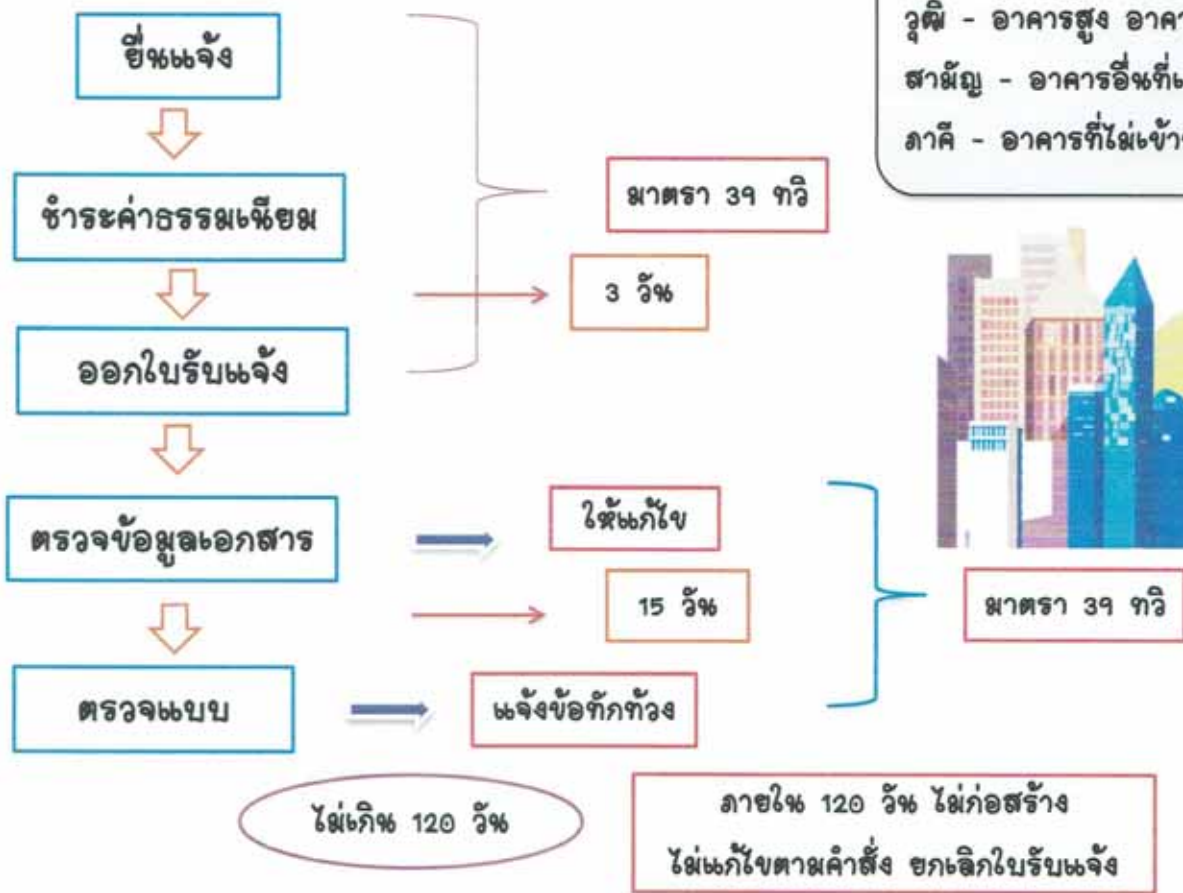 วุฒิ - อาคารสูง
สามัญ - อาคารอื่นที่
ภาคี - อาคารที่ไม่เข้า
ยื่นแจ้ง
ชำระค่าธรรมเนียม
มาตรา 39 ทวิ
3 วัน
ออกใบรับแจ้ง
ตรวจข้อมูลเอกสาร
ให้แก้ไข
15 วัน
มาตรา 39 ทวิ
ตรวจแบบ
แจ้งข้อทักท้วง
ไม่เกิน 120 วัน
ภายใน 120 วัน ไม่ก่อสร้าง
ไม่แก้ไขตามคำสั่ง ยกเลิกใบรับแจ้ง